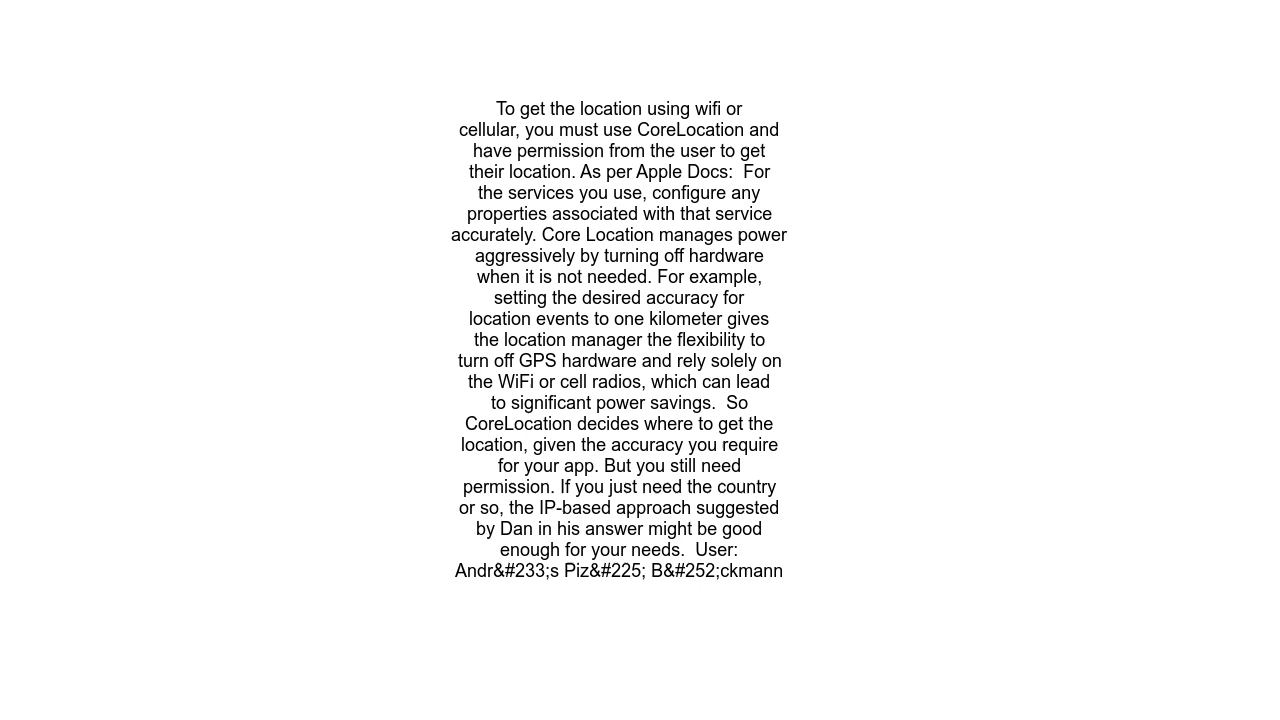 To get the location using wifi or
cellular, you must use CoreLocation and
have permission from the user to get
their location. As per Apple Docs:  For
the services you use, configure any
properties associated with that service
accurately. Core Location manages power
aggressively by turning off hardware
when it is not needed. For example,
setting the desired accuracy for
location events to one kilometer gives
the location manager the flexibility to
turn off GPS hardware and rely solely on
the WiFi or cell radios, which can lead
to significant power savings.  So
CoreLocation decides where to get the
location, given the accuracy you require
for your app. But you still need
permission. If you just need the country
or so, the IP-based approach suggested
by Dan in his answer might be good
enough for your needs.  User:
Andr&#233;s Piz&#225; B&#252;ckmann